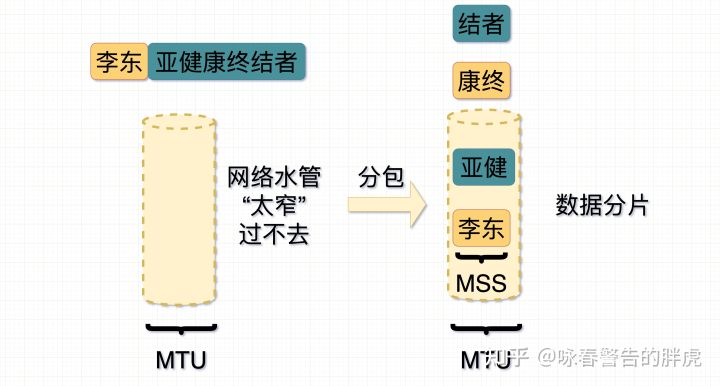 李东 亚健康终结者
网络水管
“太窄”
过不去
MTU
分包
结者
康终
亚健
李东
MSS
MTU
数据分片
知乎 @咏春警告的胖虎